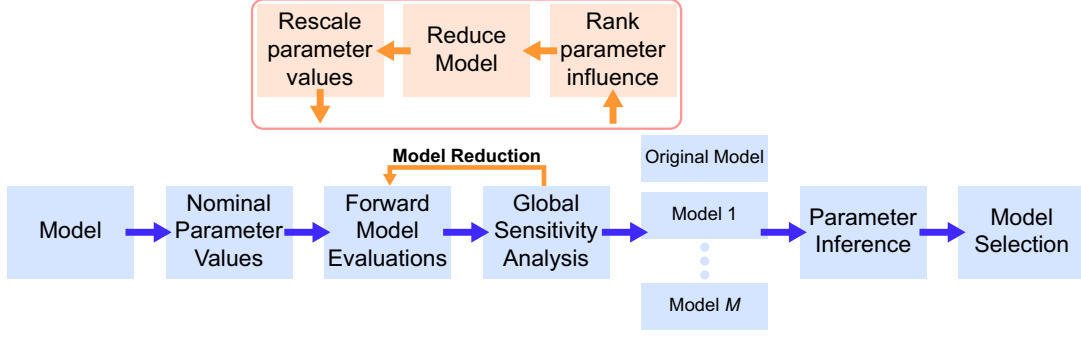 Rescale
parameter
values
Reduce
Model
Rank
parameter
influence
Model Reduction
Model
Nominal
Parameter
Values
Forward
Model
Evaluations
Global
Sensitivity
Analysis
Original Model
Model 1
Model M
Parameter
Inference
Model
Selection